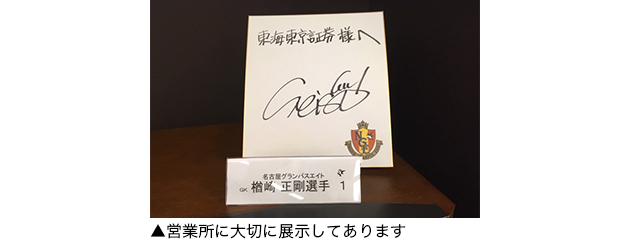 東海東京証券様へ
名古屋グランパスエイト
GK 楢﨑 正剛選手 1
▲営業所に大切に展示してあります